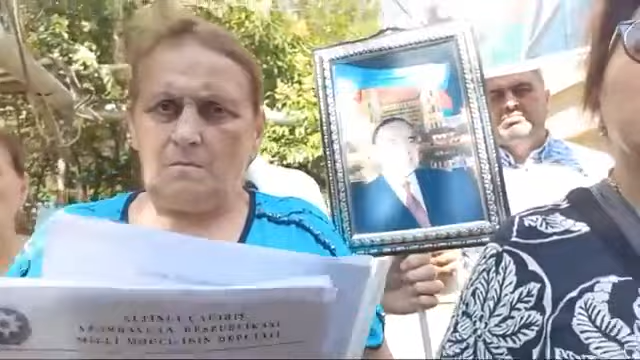 ALTINCI ÇAĞIRIŞ
AZƏRBAYCAN RESPUBLİKASI
MİLLİ MƏCLİSİNİN DEPUTATI